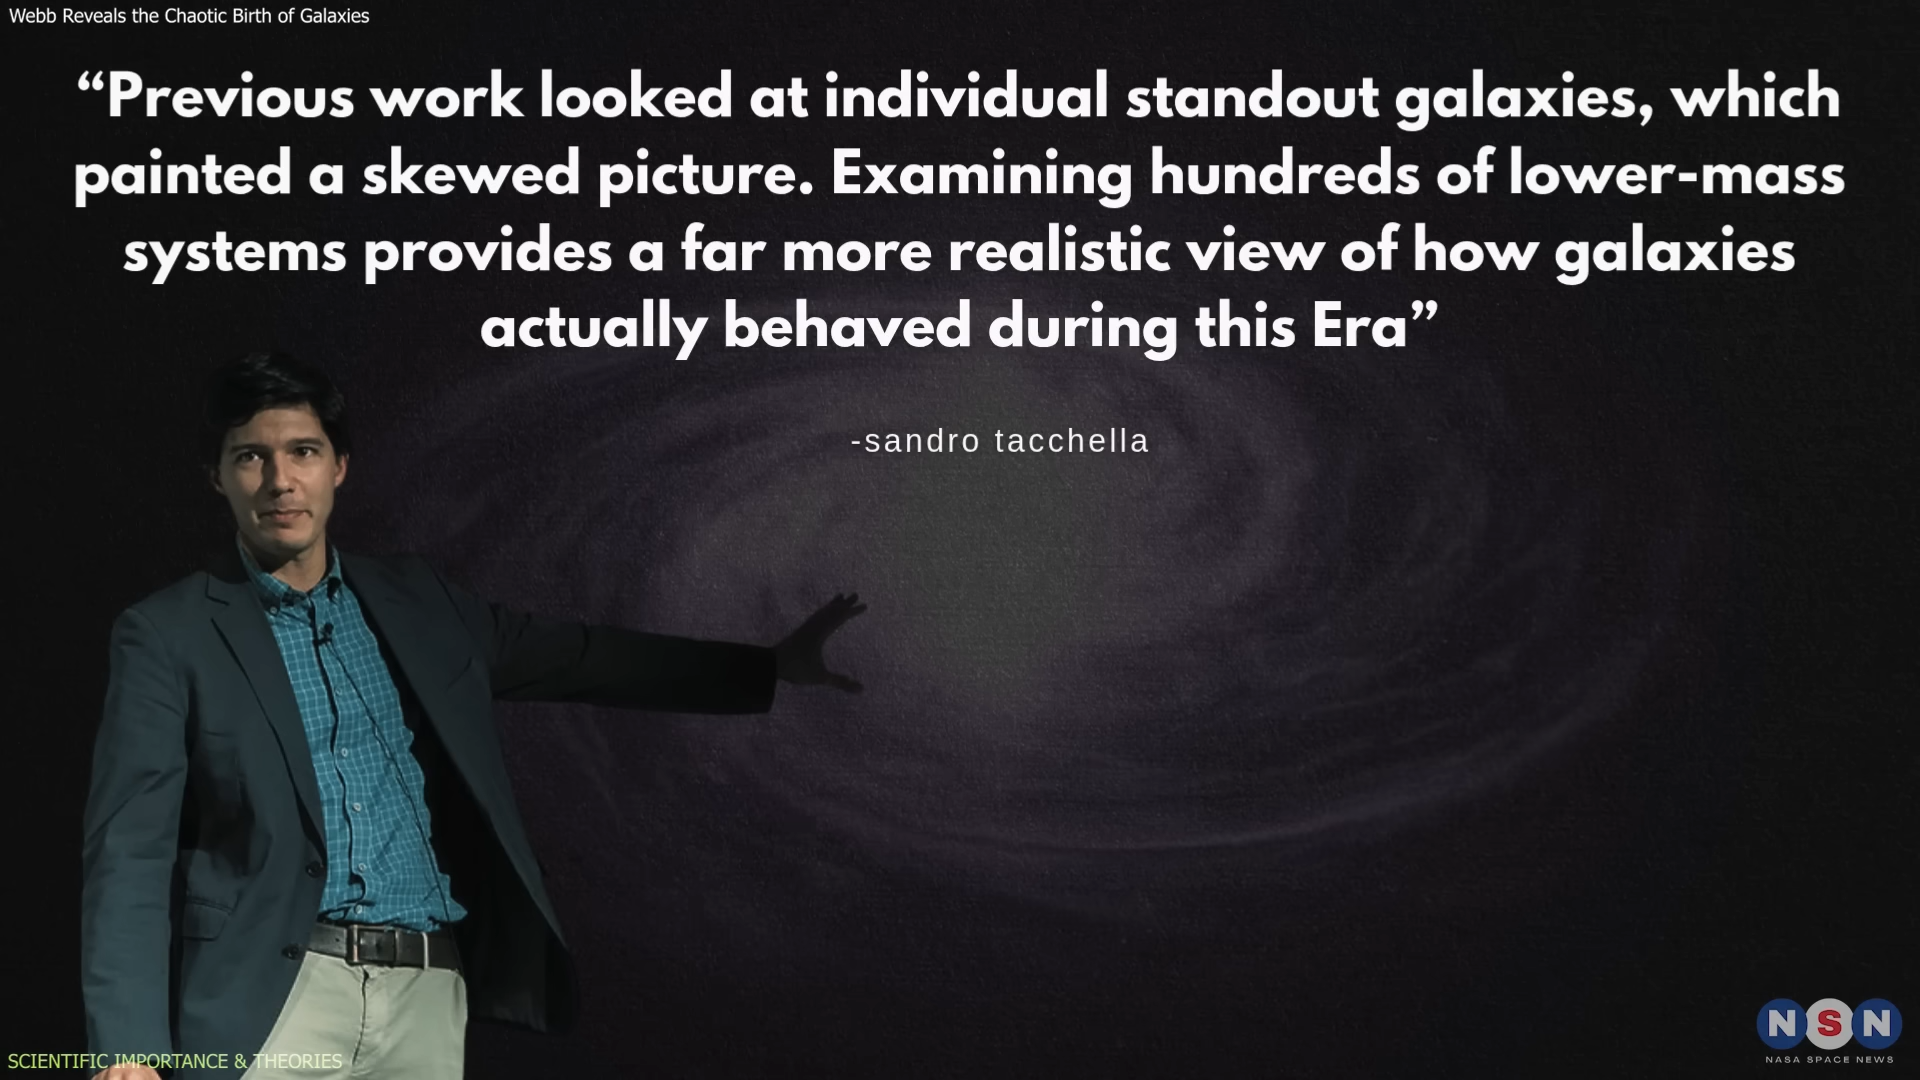 Webb Reveals the Chaotic Birth of Galaxies
“Previous work looked at individual standout galaxies, which
painted a skewed picture. Examining hundreds of lower-mass
systems provides a far more realistic view of how galaxies
actually behaved during this Era”
-sandro tacchella
NSN
NASA SPACE NEWS
SCIENTIFIC IMPORTANCE & THEORIES